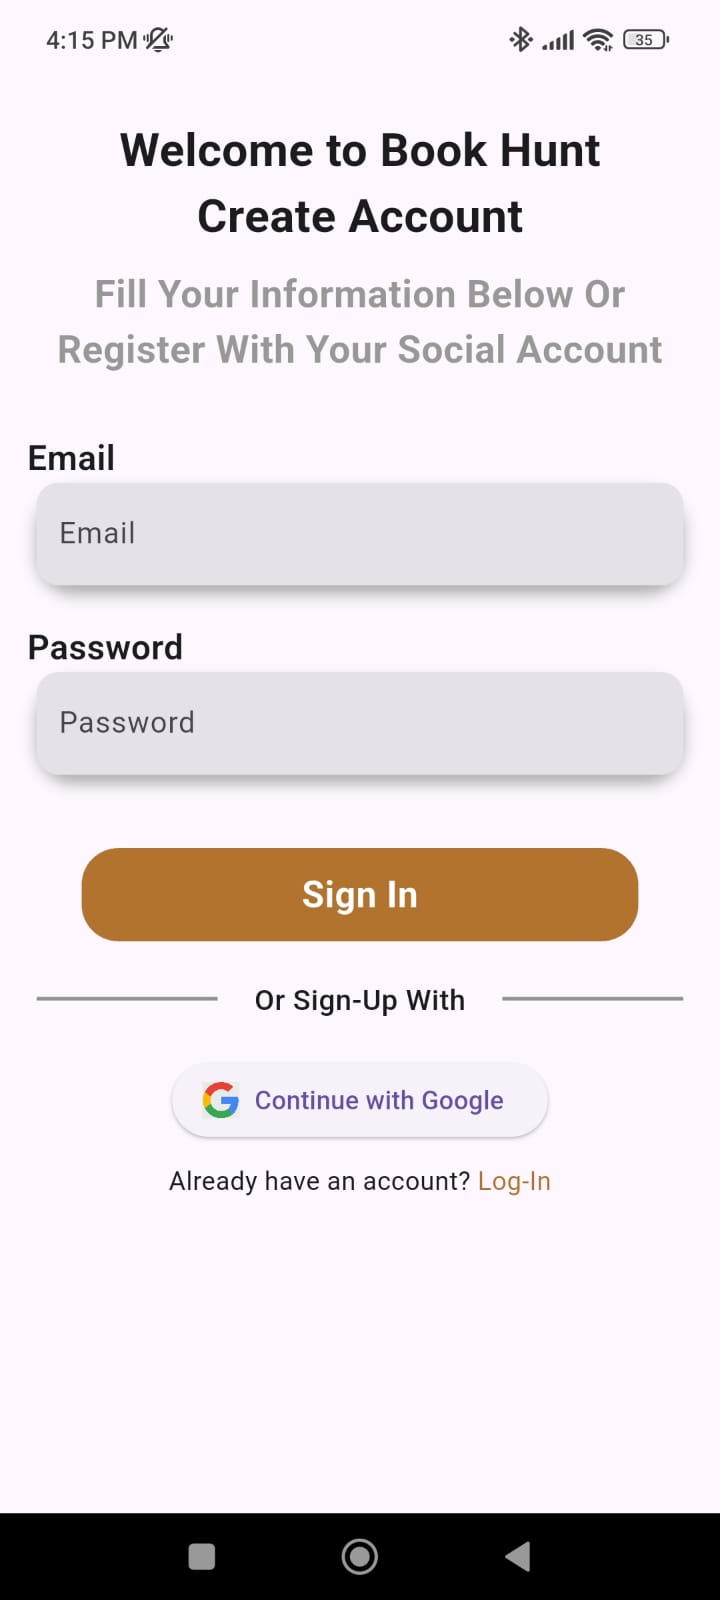 4:15 PM
35
Welcome to Book Hunt
Create Account
Fill Your Information Below Or
Register With Your Social Account
Email
Email
Password
Password
Sign In
Or Sign-Up With
Continue with Google
Already have an account? Log-In